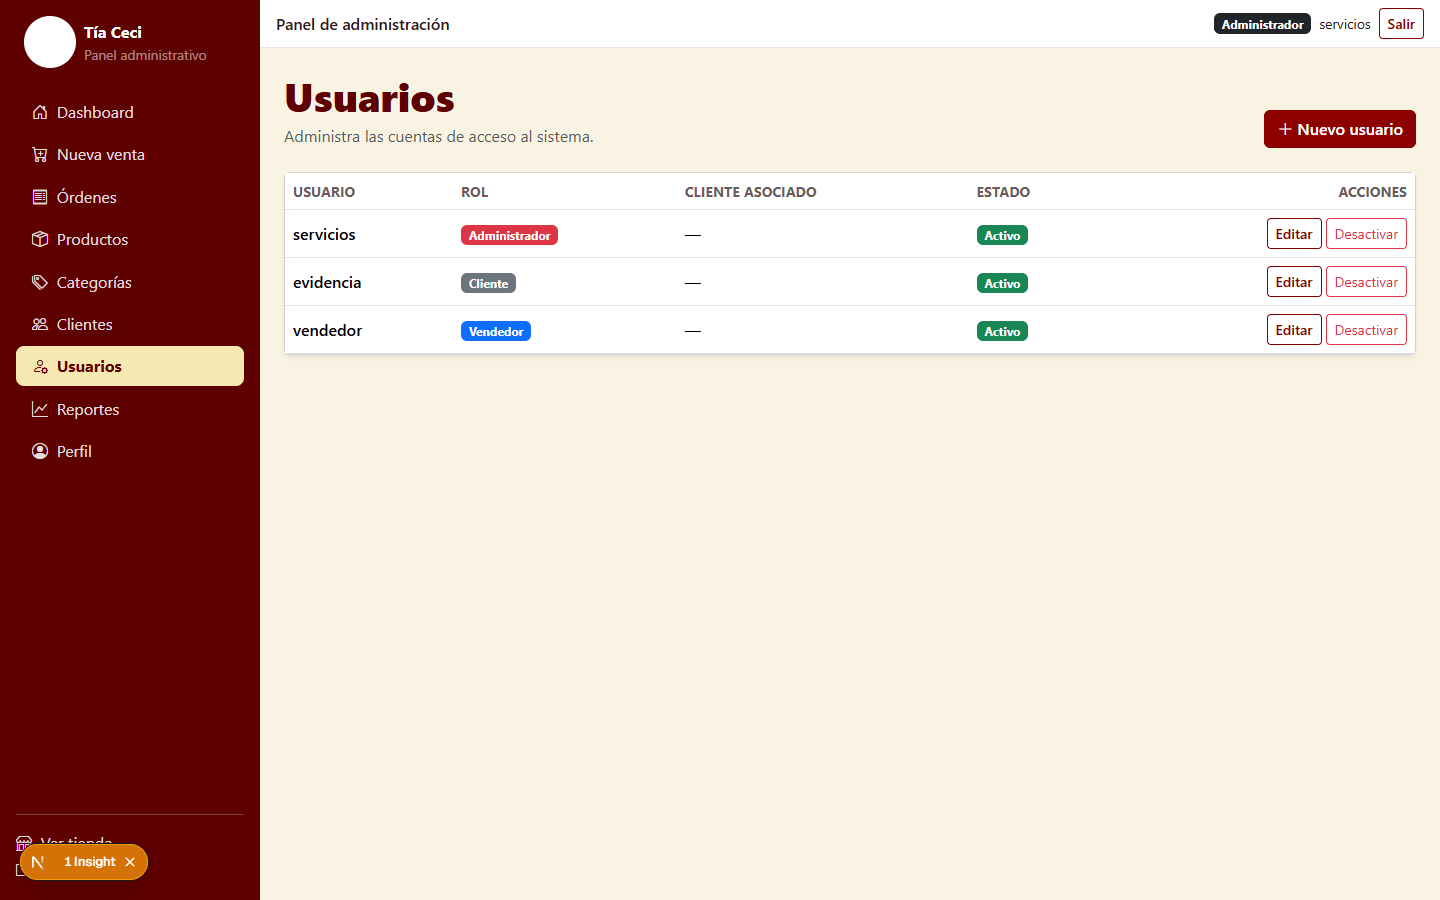 Tía Ceci
Panel administrativo
Dashboard
Nueva venta
Órdenes
Productos
Categorías
Clientes
Usuarios
Reportes
Perfil
Ver tienda
N 1 Insight
Panel de administración
Administrador servicios Salir
Usuarios
Administra las cuentas de acceso al sistema.
+ Nuevo usuario
USUARIO ROL CLIENTE ASOCIADO ESTADO ACCIONES
servicios Administrador — Activo Editar Desactivar
evidencia Cliente — Activo Editar Desactivar
vendedor Vendedor — Activo Editar Desactivar